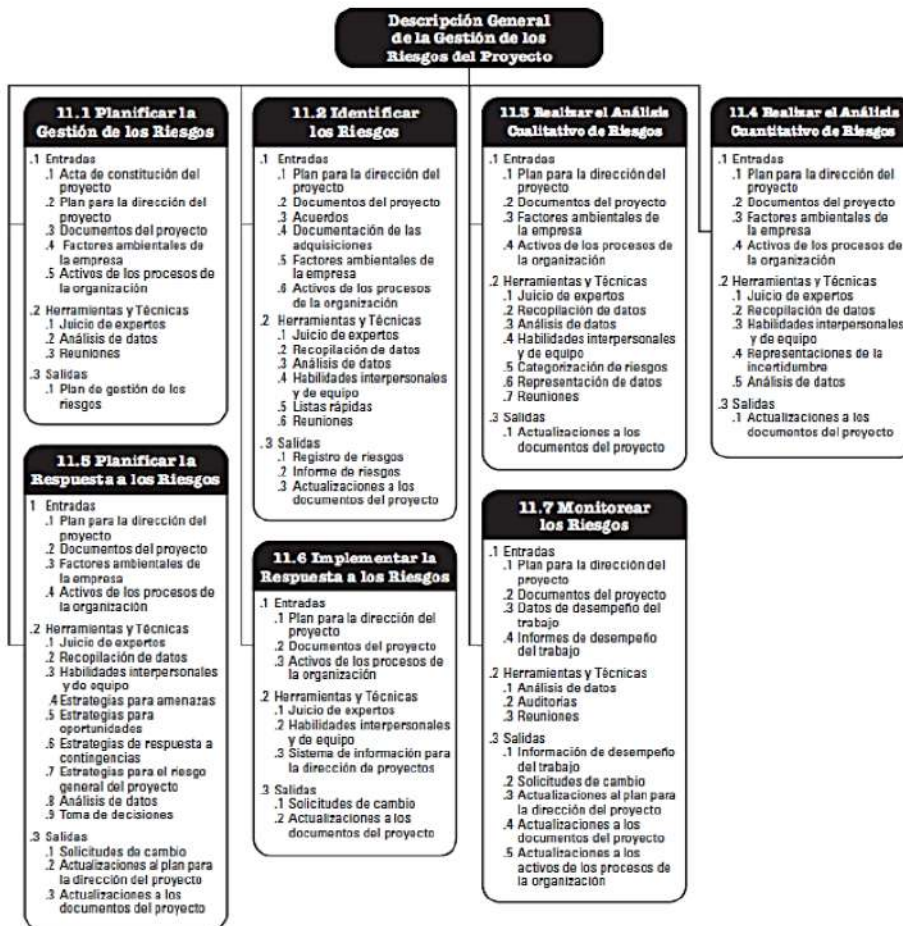 Descripción General
de la Gestión de los
Riesgos del Proyecto
11.1 Planificar la
Gestión de los Riesgos
.1 Entradas
.1 Acta de constitución del
proyecto
.2 Plan para la dirección del
proyecto
.3 Documentos del proyecto
.4 Factores ambientales de
la empresa
.5 Activos de los procesos de
la organización
.2 Herramientas y Técnicas
.1 Juicio de expertos
.2 Análisis de datos
.3 Reuniones
.3 Salidas
.1 Plan de gestión de los
riesgos
11.2 Identificar
los Riesgos
.1 Entradas
.1 Plan para la dirección del
proyecto
.2 Documentos del proyecto
.3 Acuerdos
.4 Documentación de las
adquisiciones
.5 Factores ambientales de
la empresa
.6 Activos de los procesos
de la organización
.2 Herramientas y Técnicas
.1 Juicio de expertos
.2 Recopilación de datos
.3 Análisis de datos
.4 Habilidades interpersonales
y de equipo
.5 Listas rápidas
.6 Reuniones
.3 Salidas
.1 Registro de riesgos
.2 Informe de riesgos
.3 Actualizaciones a los
documentos del proyecto
11.3 Realizar el Análisis
Cualitativo de Riesgos
.1 Entradas
.1 Plan para la dirección del
proyecto
.2 Documentos del proyecto
.3 Factores ambientales de
la empresa
.4 Activos de los procesos de
la organización
.2 Herramientas y Técnicas
.1 Juicio de expertos
.2 Recopilación de datos
.3 Análisis de datos
.4 Habilidades interpersonales
y de equipo
.5 Categorización de riesgos
.6 Representación de datos
.7 Reuniones
.3 Salidas
.1 Actualizaciones a los
documentos del proyecto
11.4 Realizar el Análisis
Cuantitativo de Riesgos
.1 Entradas
.1 Plan para la dirección del
proyecto
.2 Documentos del proyecto
.3 Factores ambientales de
la empresa
.4 Activos de los procesos de
la organización
.2 Herramientas y Técnicas
.1 Juicio de expertos
.2 Recopilación de datos
.3 Habilidades interpersonales
y de equipo
.4 Representaciones de la
incertidumbre
.5 Análisis de datos
.3 Salidas
.1 Actualizaciones a los
documentos del proyecto
11.5 Planificar la
Respuesta a los Riesgos
1 Entradas
.1 Plan para la dirección del
proyecto
.2 Documentos del proyecto
.3 Factores ambientales de
la empresa
.4 Activos de los procesos de
la organización
.2 Herramientas y Técnicas
.1 Juicio de expertos
.2 Recopilación de datos
.3 Habilidades interpersonales
y de equipo
.4 Estrategias para amenazas
.5 Estrategias para
oportunidades
.6 Estrategias de respuesta a
contingencias
.7 Estrategias para el riesgo
general del proyecto
.8 Análisis de datos
.9 Toma de decisiones
.3 Salidas
.1 Solicitudes de cambio
.2 Actualizaciones al plan para
la dirección del proyecto
.3 Actualizaciones a los
documentos del proyecto
11.6 Implementar la
Respuesta a los Riesgos
.1 Entradas
.1 Plan para la dirección del
proyecto
.2 Documentos del proyecto
.3 Activos de los procesos de
la organización
.2 Herramientas y Técnicas
.1 Juicio de expertos
.2 Habilidades interpersonales
y de equipo
.3 Sistema de información para
la dirección de proyectos
.3 Salidas
.1 Solicitudes de cambio
.2 Actualizaciones a los
documentos del proyecto
11.7 Monitorear
los Riesgos
.1 Entradas
.1 Plan para la dirección del
proyecto
.2 Documentos del proyecto
.3 Datos de desempeño del
trabajo
.4 Informes de desempeño
del trabajo
.2 Herramientas y Técnicas
.1 Análisis de datos
.2 Auditorías
.3 Reuniones
.3 Salidas
.1 Información de desempeño
del trabajo
.2 Solicitudes de cambio
.3 Actualizaciones al plan para
la dirección del proyecto
.4 Actualizaciones a los
documentos del proyecto
.5 Actualizaciones a los
activos de los procesos de
la organización